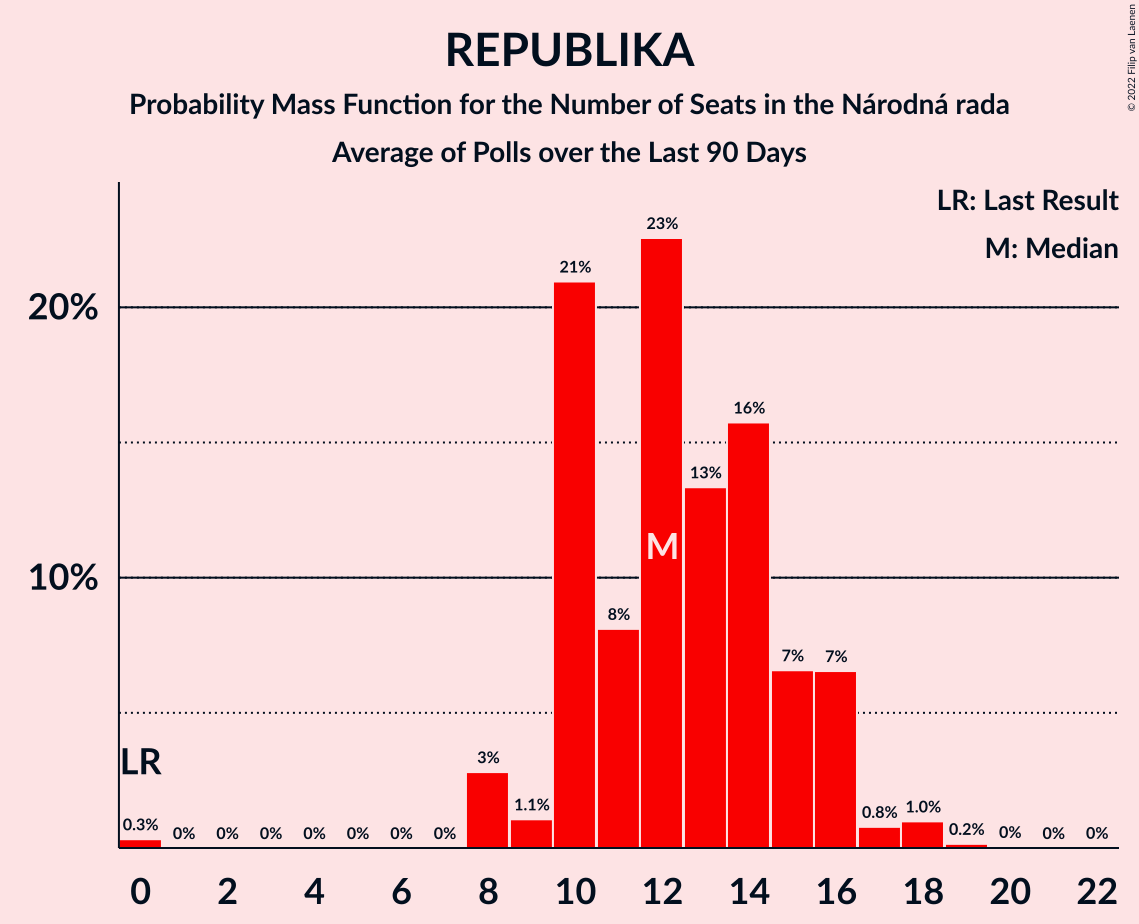 REPUBLIKA
Probability Mass Function for the Number of Seats in the Národná rada
Average of Polls over the Last 90 Days
© 2022 Filip van Laenen
LR: Last Result
M: Median
23%
21%
20%
16%
13%
M
10%
8%
7% 7%
LR
3%
0.3% 0% 0% 0% 0% 0% 0% 0% 1.1% 0.8% 1.0% 0.2% 0% 0% 0%
0 2 4 6 8 10 12 14 16 18 20 22